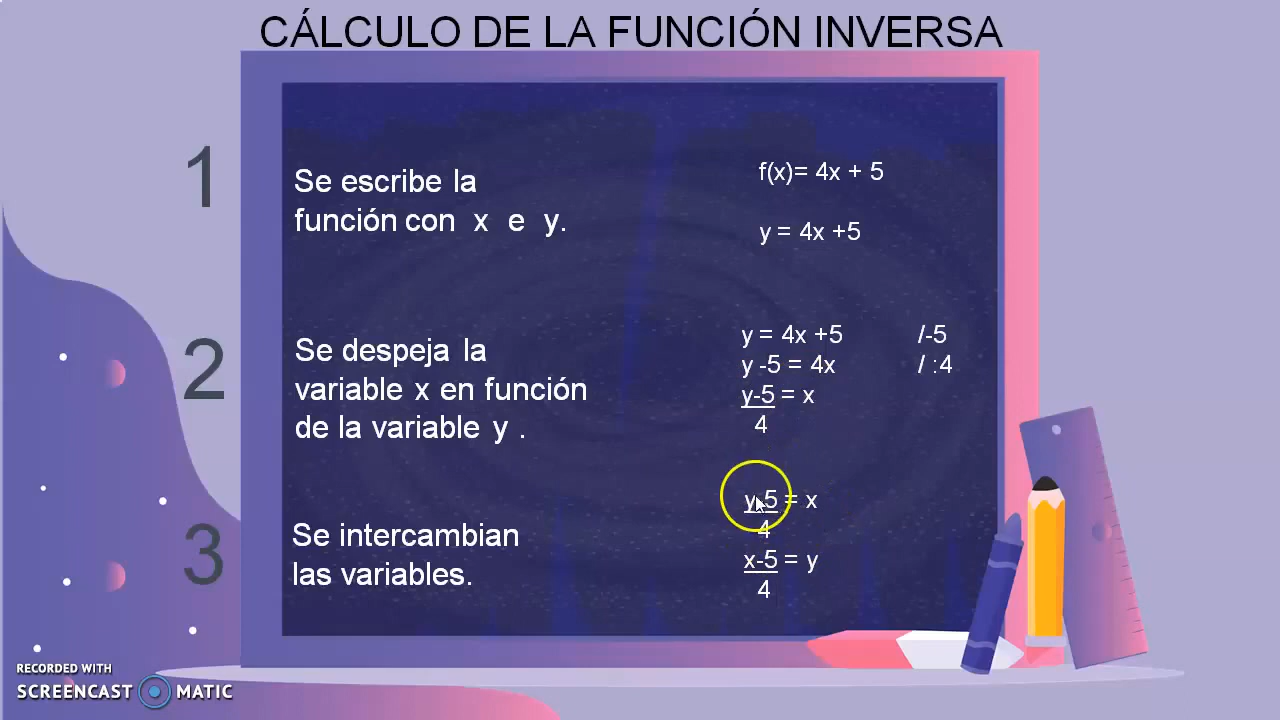 CÁLCULO DE LA FUNCIÓN INVERSA
1
Se escribe la
función con x e y.
f(x)= 4x + 5
y = 4x +5
2
Se despeja la
variable x en función
de la variable y .
y = 4x +5 /-5
y -5 = 4x / :4
y-5 = x
4
3
Se intercambian
las variables.
y-5 = x
4
x-5 = y
4
RECORDED WITH
SCREENCAST MATIC